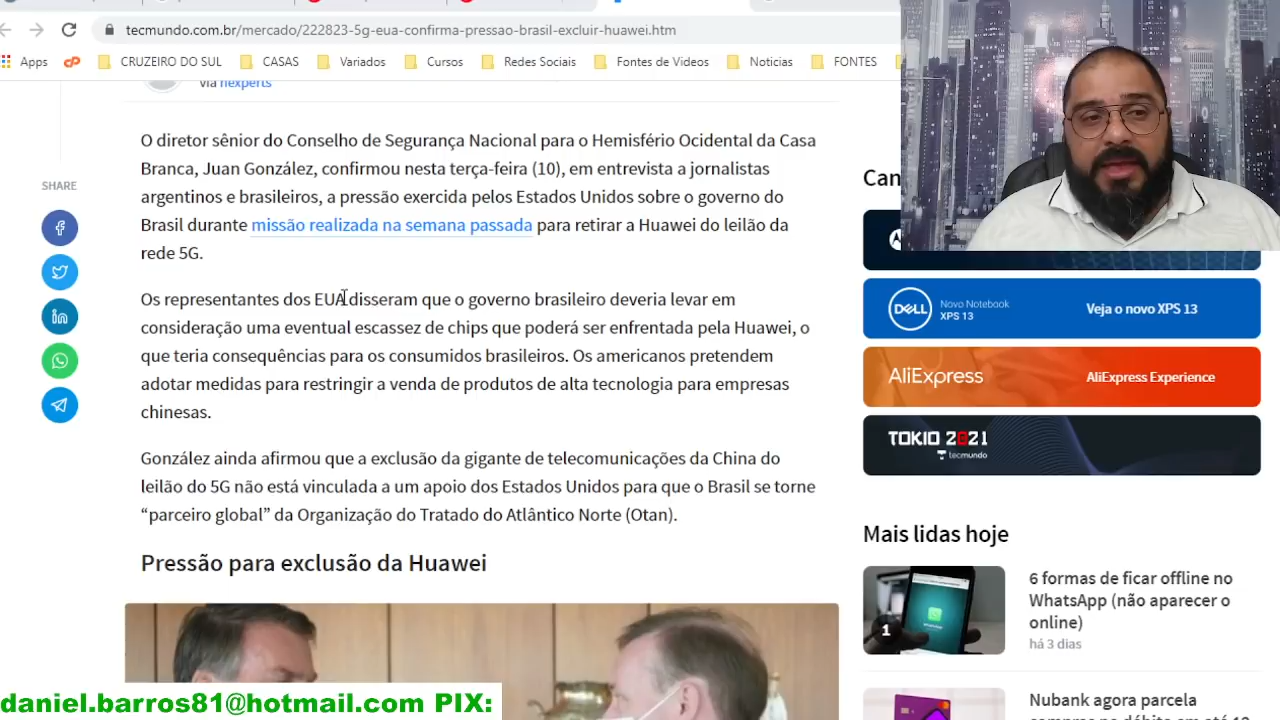 tecmundo.com.br/mercado/222823-5g-eua-confirma-pressao-brasil-excluir-huawei.htm
Apps
CRUZEIRO DO SUL
CASAS
Variados
Cursos
Redes Sociais
Fontes de Videos
Noticias
FONTES
via nexperts
SHARE
O diretor sênior do Conselho de Segurança Nacional para o Hemisfério Ocidental da Casa
Branca, Juan González, confirmou nesta terça-feira (10), em entrevista a jornalistas
argentinos e brasileiros, a pressão exercida pelos Estados Unidos sobre o governo do
Brasil durante missão realizada na semana passada para retirar a Huawei do leilão da
rede 5G.
Os representantes dos EUA disseram que o governo brasileiro deveria levar em
consideração uma eventual escassez de chips que poderá ser enfrentada pela Huawei, o
que teria consequências para os consumidos brasileiros. Os americanos pretendem
adotar medidas para restringir a venda de produtos de alta tecnologia para empresas
chinesas.
González ainda afirmou que a exclusão da gigante de telecomunicações da China do
leilão do 5G não está vinculada a um apoio dos Estados Unidos para que o Brasil se torne
“parceiro global” da Organização do Tratado do Atlântico Norte (Otan).
Pressão para exclusão da Huawei
DELL
Novo Notebook
XPS 13
Veja o novo XPS 13
AliExpress
AliExpress Experience
TOKIO 2021
tecmundo
Mais lidas hoje
1
6 formas de ficar offline no
WhatsApp (não aparecer o
online)
há 3 dias
Nubank agora parcela
daniel.barros81@hotmail.com PIX: